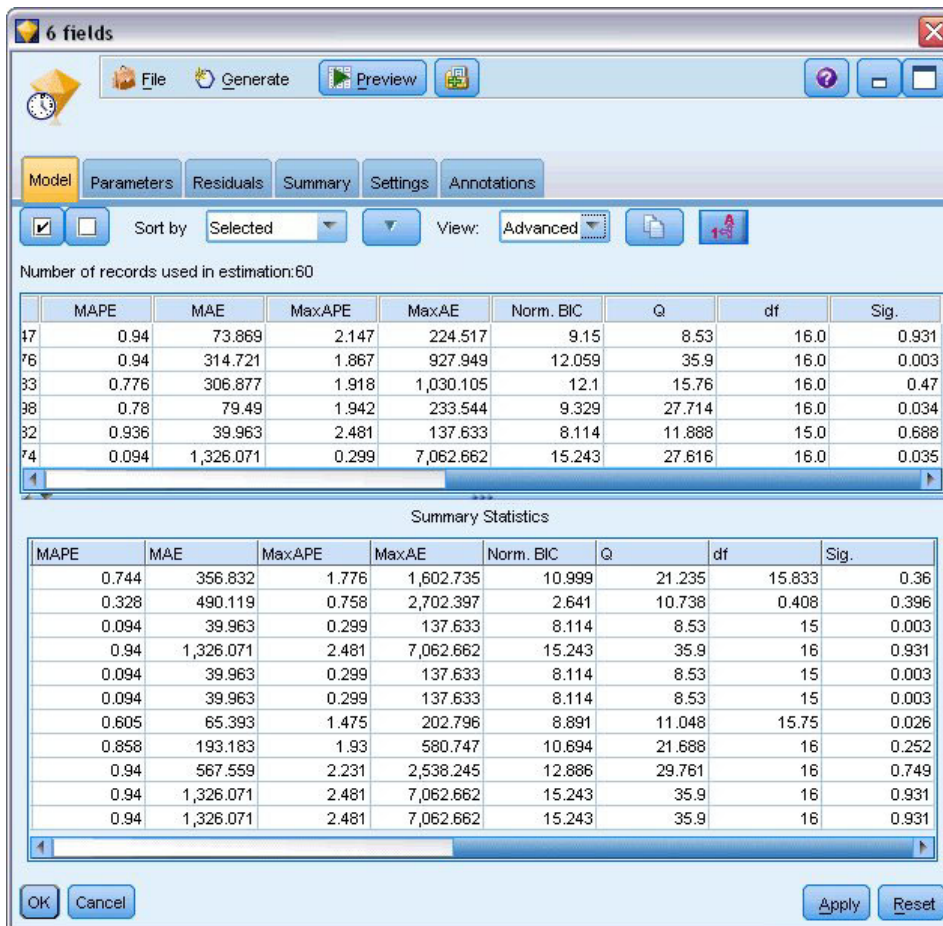 6 fields
File Generate Preview
Model Parameters Residuals Summary Settings Annotations
Sort by Selected View: Advanced
Number of records used in estimation:60
MAPE MAE MaxAPE MaxAE Norm. BIC Q df Sig.
47 0.94 73.869 2.147 224.517 9.15 8.53 16.0 0.931
76 0.94 314.721 1.867 927.949 12.059 35.9 16.0 0.003
83 0.776 306.877 1.918 1,030.105 12.1 15.76 16.0 0.47
98 0.78 79.49 1.942 233.544 9.329 27.714 16.0 0.034
82 0.936 39.963 2.481 137.633 8.114 11.888 15.0 0.688
74 0.094 1,326.071 0.299 7,062.662 15.243 27.616 16.0 0.035
Summary Statistics
MAPE MAE MaxAPE MaxAE Norm. BIC Q df Sig.
0.744 356.832 1.776 1,602.735 10.999 21.235 15.833 0.36
0.328 490.119 0.758 2,702.397 2.641 10.738 0.408 0.396
0.094 39.963 0.299 137.633 8.114 8.53 15 0.003
0.94 1,326.071 2.481 7,062.662 15.243 35.9 16 0.931
0.094 39.963 0.299 137.633 8.114 8.53 15 0.003
0.094 39.963 0.299 137.633 8.114 8.53 15 0.003
0.605 65.393 1.475 202.796 8.891 11.048 15.75 0.026
0.858 193.183 1.93 580.747 10.694 21.688 16 0.252
0.94 567.559 2.231 2,538.245 12.886 29.761 16 0.749
0.94 1,326.071 2.481 7,062.662 15.243 35.9 16 0.931
0.94 1,326.071 2.481 7,062.662 15.243 35.9 16 0.931
OK Cancel Apply Reset